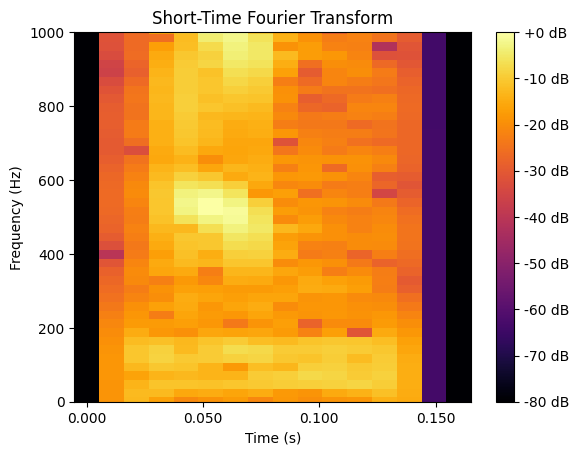 Short-Time Fourier Transform
1000
800
600
400
200
0
Frequency (Hz)
0.000
0.050
0.100
0.150
Time (s)
+0 dB
-10 dB
-20 dB
-30 dB
-40 dB
-50 dB
-60 dB
-70 dB
-80 dB